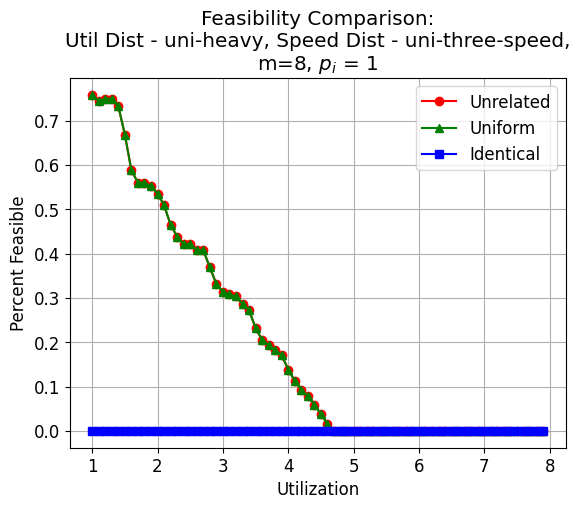 Feasibility Comparison:
Util Dist - uni-heavy, Speed Dist - uni-three-speed,
m=8, $p_i$ = 1
Unrelated
Uniform
Identical
Percent Feasible
0.7
0.6
0.5
0.4
0.3
0.2
0.1
0.0
1 2 3 4 5 6 7 8
Utilization